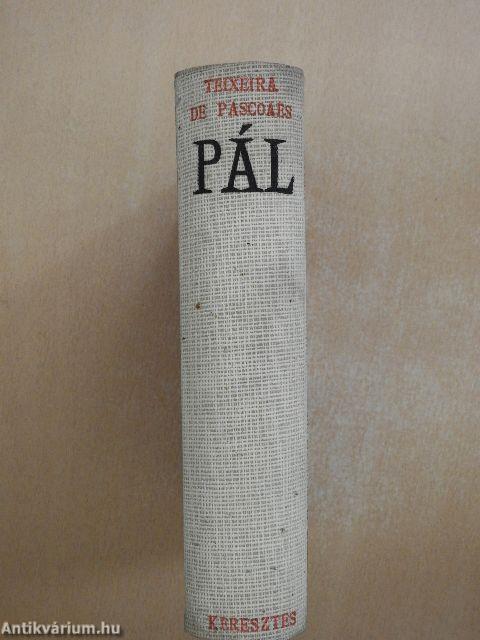 TEIXEIRA
DE PASCOAES
PÁL
KERESZTES
Antikvárium.hu